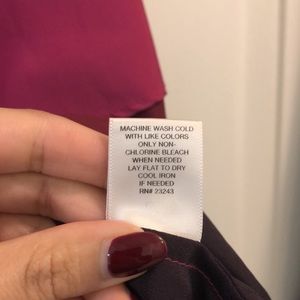 MACHINE WASH COLD
WITH LIKE COLORS
ONLY NON-
CHLORINE BLEACH
WHEN NEEDED
LAY FLAT TO DRY
COOL IRON
IF NEEDED
RN# 23243